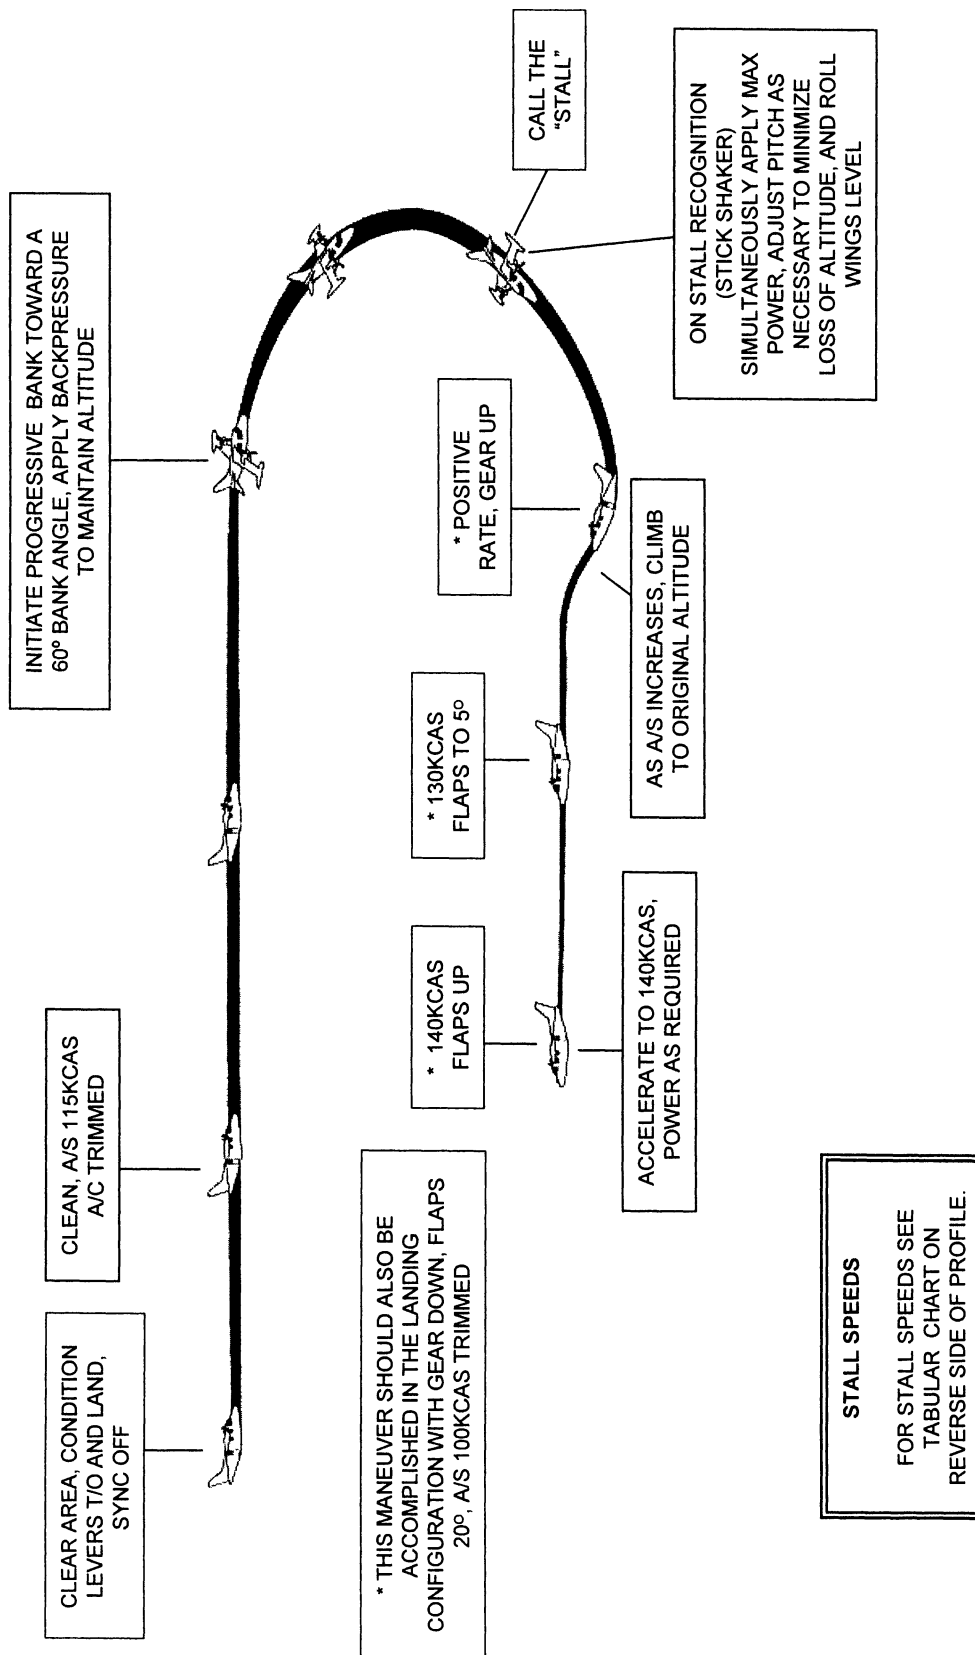 CLEAR AREA, CONDITION
LEVERS T/O AND LAND,
SYNC OFF
CLEAN, A/S 115KCAS
A/C TRIMMED
INITIATE PROGRESSIVE BANK TOWARD A
60º BANK ANGLE, APPLY BACKPRESSURE
TO MAINTAIN ALTITUDE
CALL THE
"STALL"
ON STALL RECOGNITION
(STICK SHAKER)
SIMULTANEOUSLY APPLY MAX
POWER, ADJUST PITCH AS
NECESSARY TO MINIMIZE
LOSS OF ALTITUDE, AND ROLL
WINGS LEVEL
* POSITIVE
RATE, GEAR UP
AS A/S INCREASES, CLIMB
TO ORIGINAL ALTITUDE
* 130KCAS
FLAPS TO 5º
* 140KCAS
FLAPS UP
ACCELERATE TO 140KCAS,
POWER AS REQUIRED
* THIS MANEUVER SHOULD ALSO BE
ACCOMPLISHED IN THE LANDING
CONFIGURATION WITH GEAR DOWN, FLAPS
20º, A/S 100KCAS TRIMMED
STALL SPEEDS
FOR STALL SPEEDS SEE
TABULAR CHART ON
REVERSE SIDE OF PROFILE.